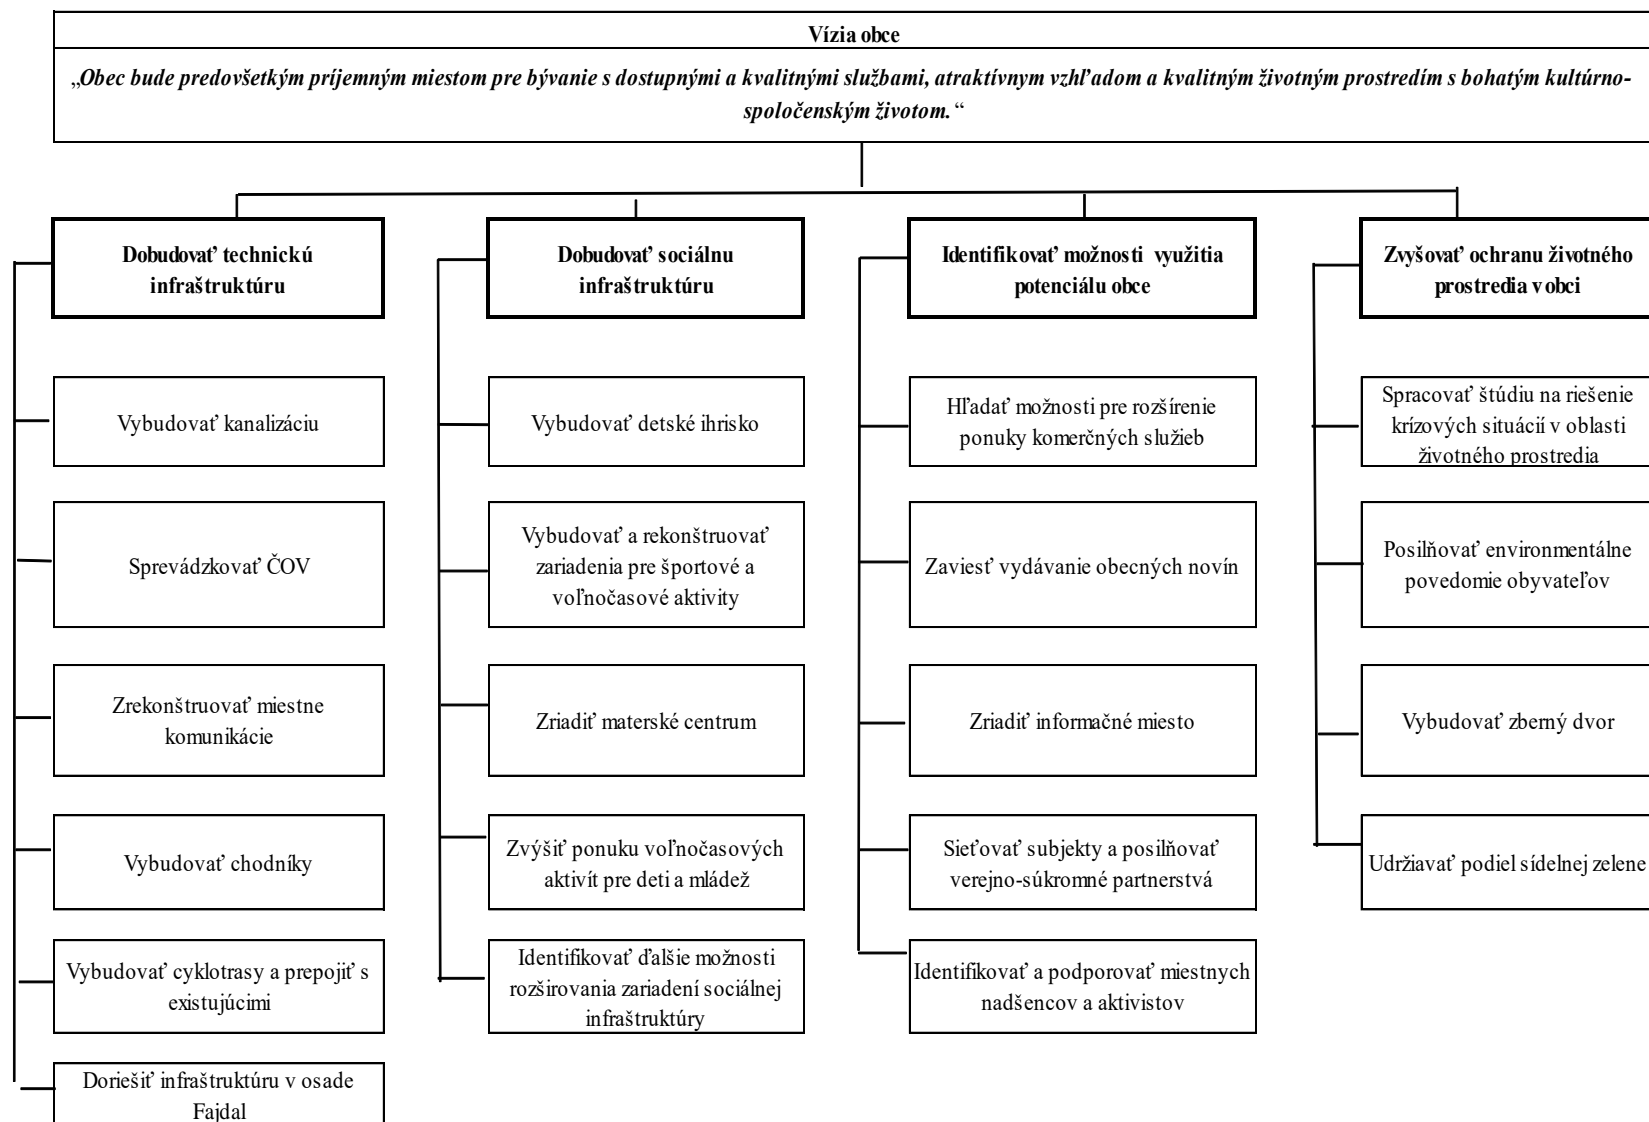 Vízia obce
„Obec bude predovšetkým príjemným miestom pre bývanie s dostupnými a kvalitnými službami, atraktívnym vzhľadom a kvalitným životným prostredím s bohatým kultúrno-
spoločenským životom.“
Dobudovať technickú
infraštruktúru
Vybudovať kanalizáciu
Sprevádzkovať ČOV
Zrekonštruovať miestne
komunikácie
Vybudovať chodníky
Vybudovať cyklotrasy a prepojiť s
existujúcimi
Doriešiť infraštruktúru v osade
Fajdal
Dobudovať sociálnu
infraštruktúru
Vybudovať detské ihrisko
Vybudovať a rekonštruovať
zariadenia pre športové a
voľnočasové aktivity
Zriadiť materské centrum
Zvýšiť ponuku voľnočasových
aktivít pre deti a mládež
Identifikovať ďalšie možnosti
rozširovania zariadení sociálnej
infraštruktúry
Identifikovať možnosti využitia
potenciálu obce
Hľadať možnosti pre rozšírenie
ponuky komerčných služieb
Zaviesť vydávanie obecných novín
Zriadiť informačné miesto
Sieťovať subjekty a posilňovať
verejno-súkromné partnerstvá
Identifikovať a podporovať miestnych
nadšencov a aktivistov
Zvyšovať ochranu životného
prostredia v obci
Spracovať štúdiu na riešenie
krízových situácií v oblasti
životného prostredia
Posilňovať environmentálne
povedomie obyvateľov
Vybudovať zberný dvor
Udržiavať podiel sídelnej zelene